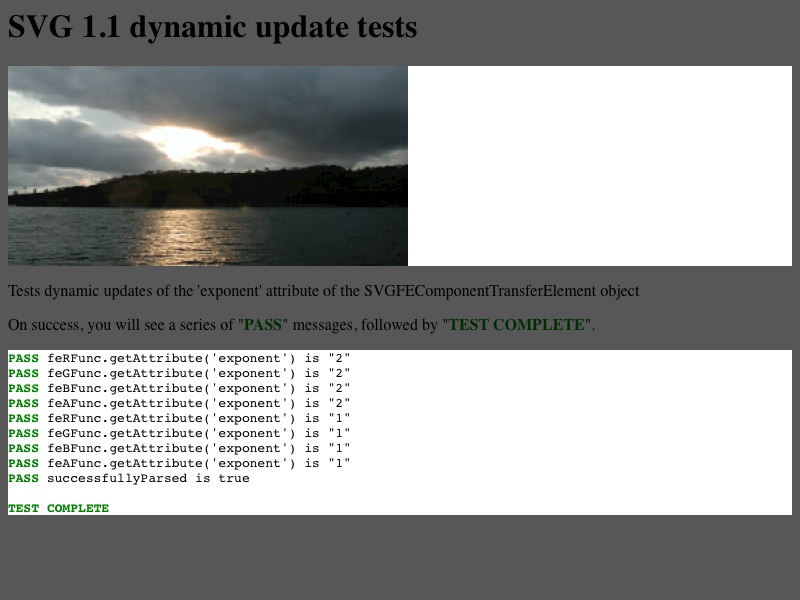 SVG 1.1 dynamic update tests
Tests dynamic updates of the 'exponent' attribute of the SVGFEComponentTransferElement object
On success, you will see a series of "PASS" messages, followed by "TEST COMPLETE".
PASS feRFunc.getAttribute('exponent') is "2"
PASS feGFunc.getAttribute('exponent') is "2"
PASS feBFunc.getAttribute('exponent') is "2"
PASS feAFunc.getAttribute('exponent') is "2"
PASS feRFunc.getAttribute('exponent') is "1"
PASS feGFunc.getAttribute('exponent') is "1"
PASS feBFunc.getAttribute('exponent') is "1"
PASS feAFunc.getAttribute('exponent') is "1"
PASS successfullyParsed is true
TEST COMPLETE